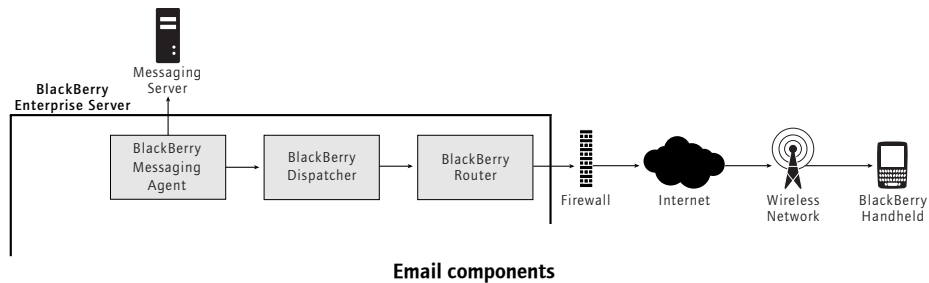 Messaging
Server
BlackBerry
Enterprise Server
BlackBerry
Messaging
Agent
BlackBerry
Dispatcher
BlackBerry
Router
Firewall
Internet
Wireless
Network
BlackBerry
Handheld
Email components